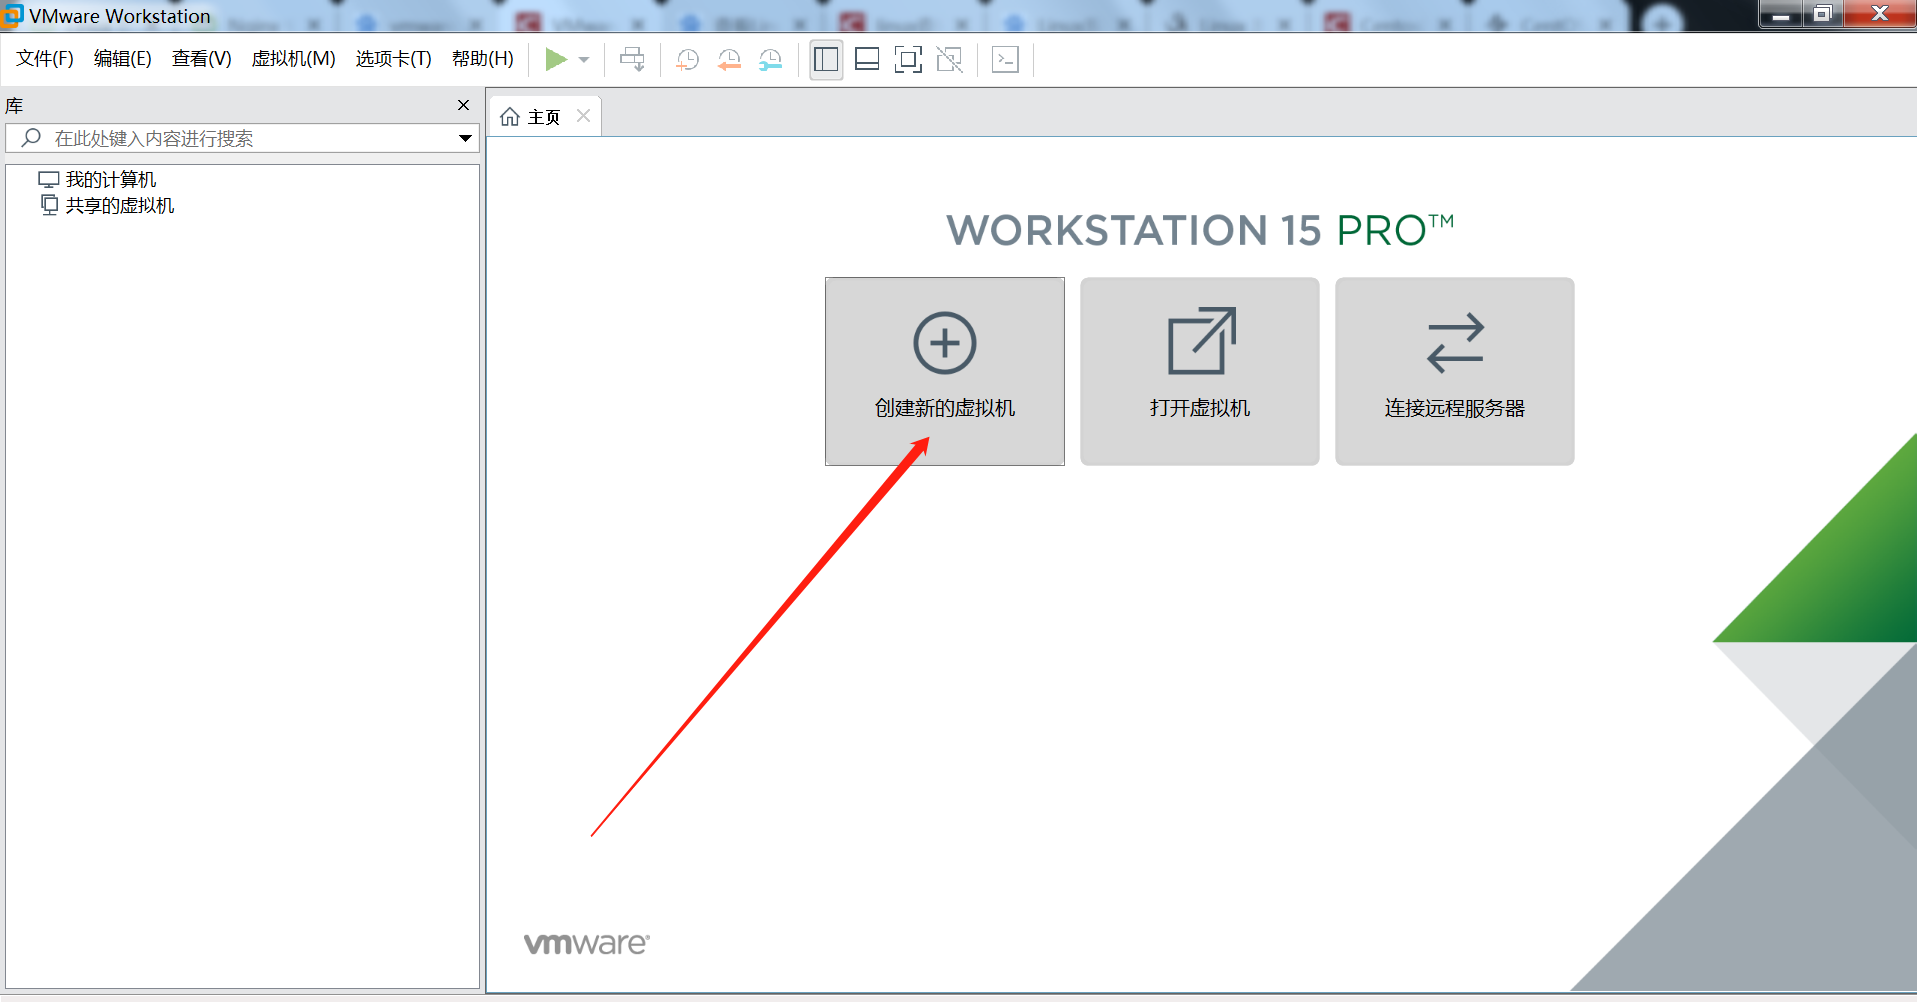 VMware Workstation
文件(F) 编辑(E) 查看(V) 虚拟机(M) 选项卡(T) 帮助(H)
库
在此处键入内容进行搜索
我的计算机
共享的虚拟机
主页
WORKSTATION 15 PRO™
创建新的虚拟机
打开虚拟机
连接远程服务器
vmware®